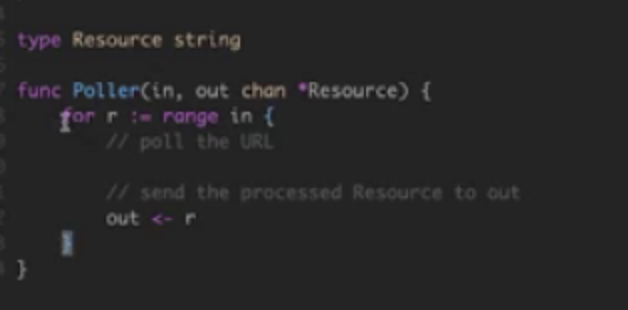 type Resource string
func Poller(in, out chan *Resource) {
for r := range in {
// poll the URL
// send the processed Resource to out
out <- r
}
}